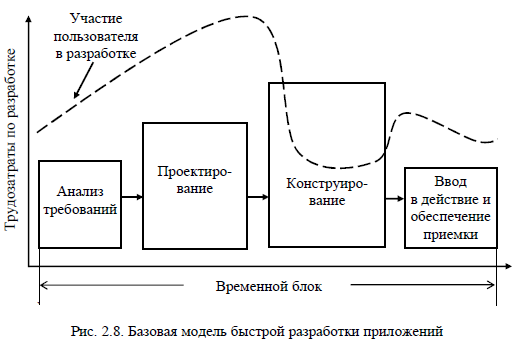 Участие
пользователя
в разработке
Трудозатраты по разработке
Анализ
требований
Проектиро-
вание
Конструиро-
вание
Ввод
в действие и
обеспечение
приемки
Временной блок
Рис. 2.8. Базовая модель быстрой разработки приложений